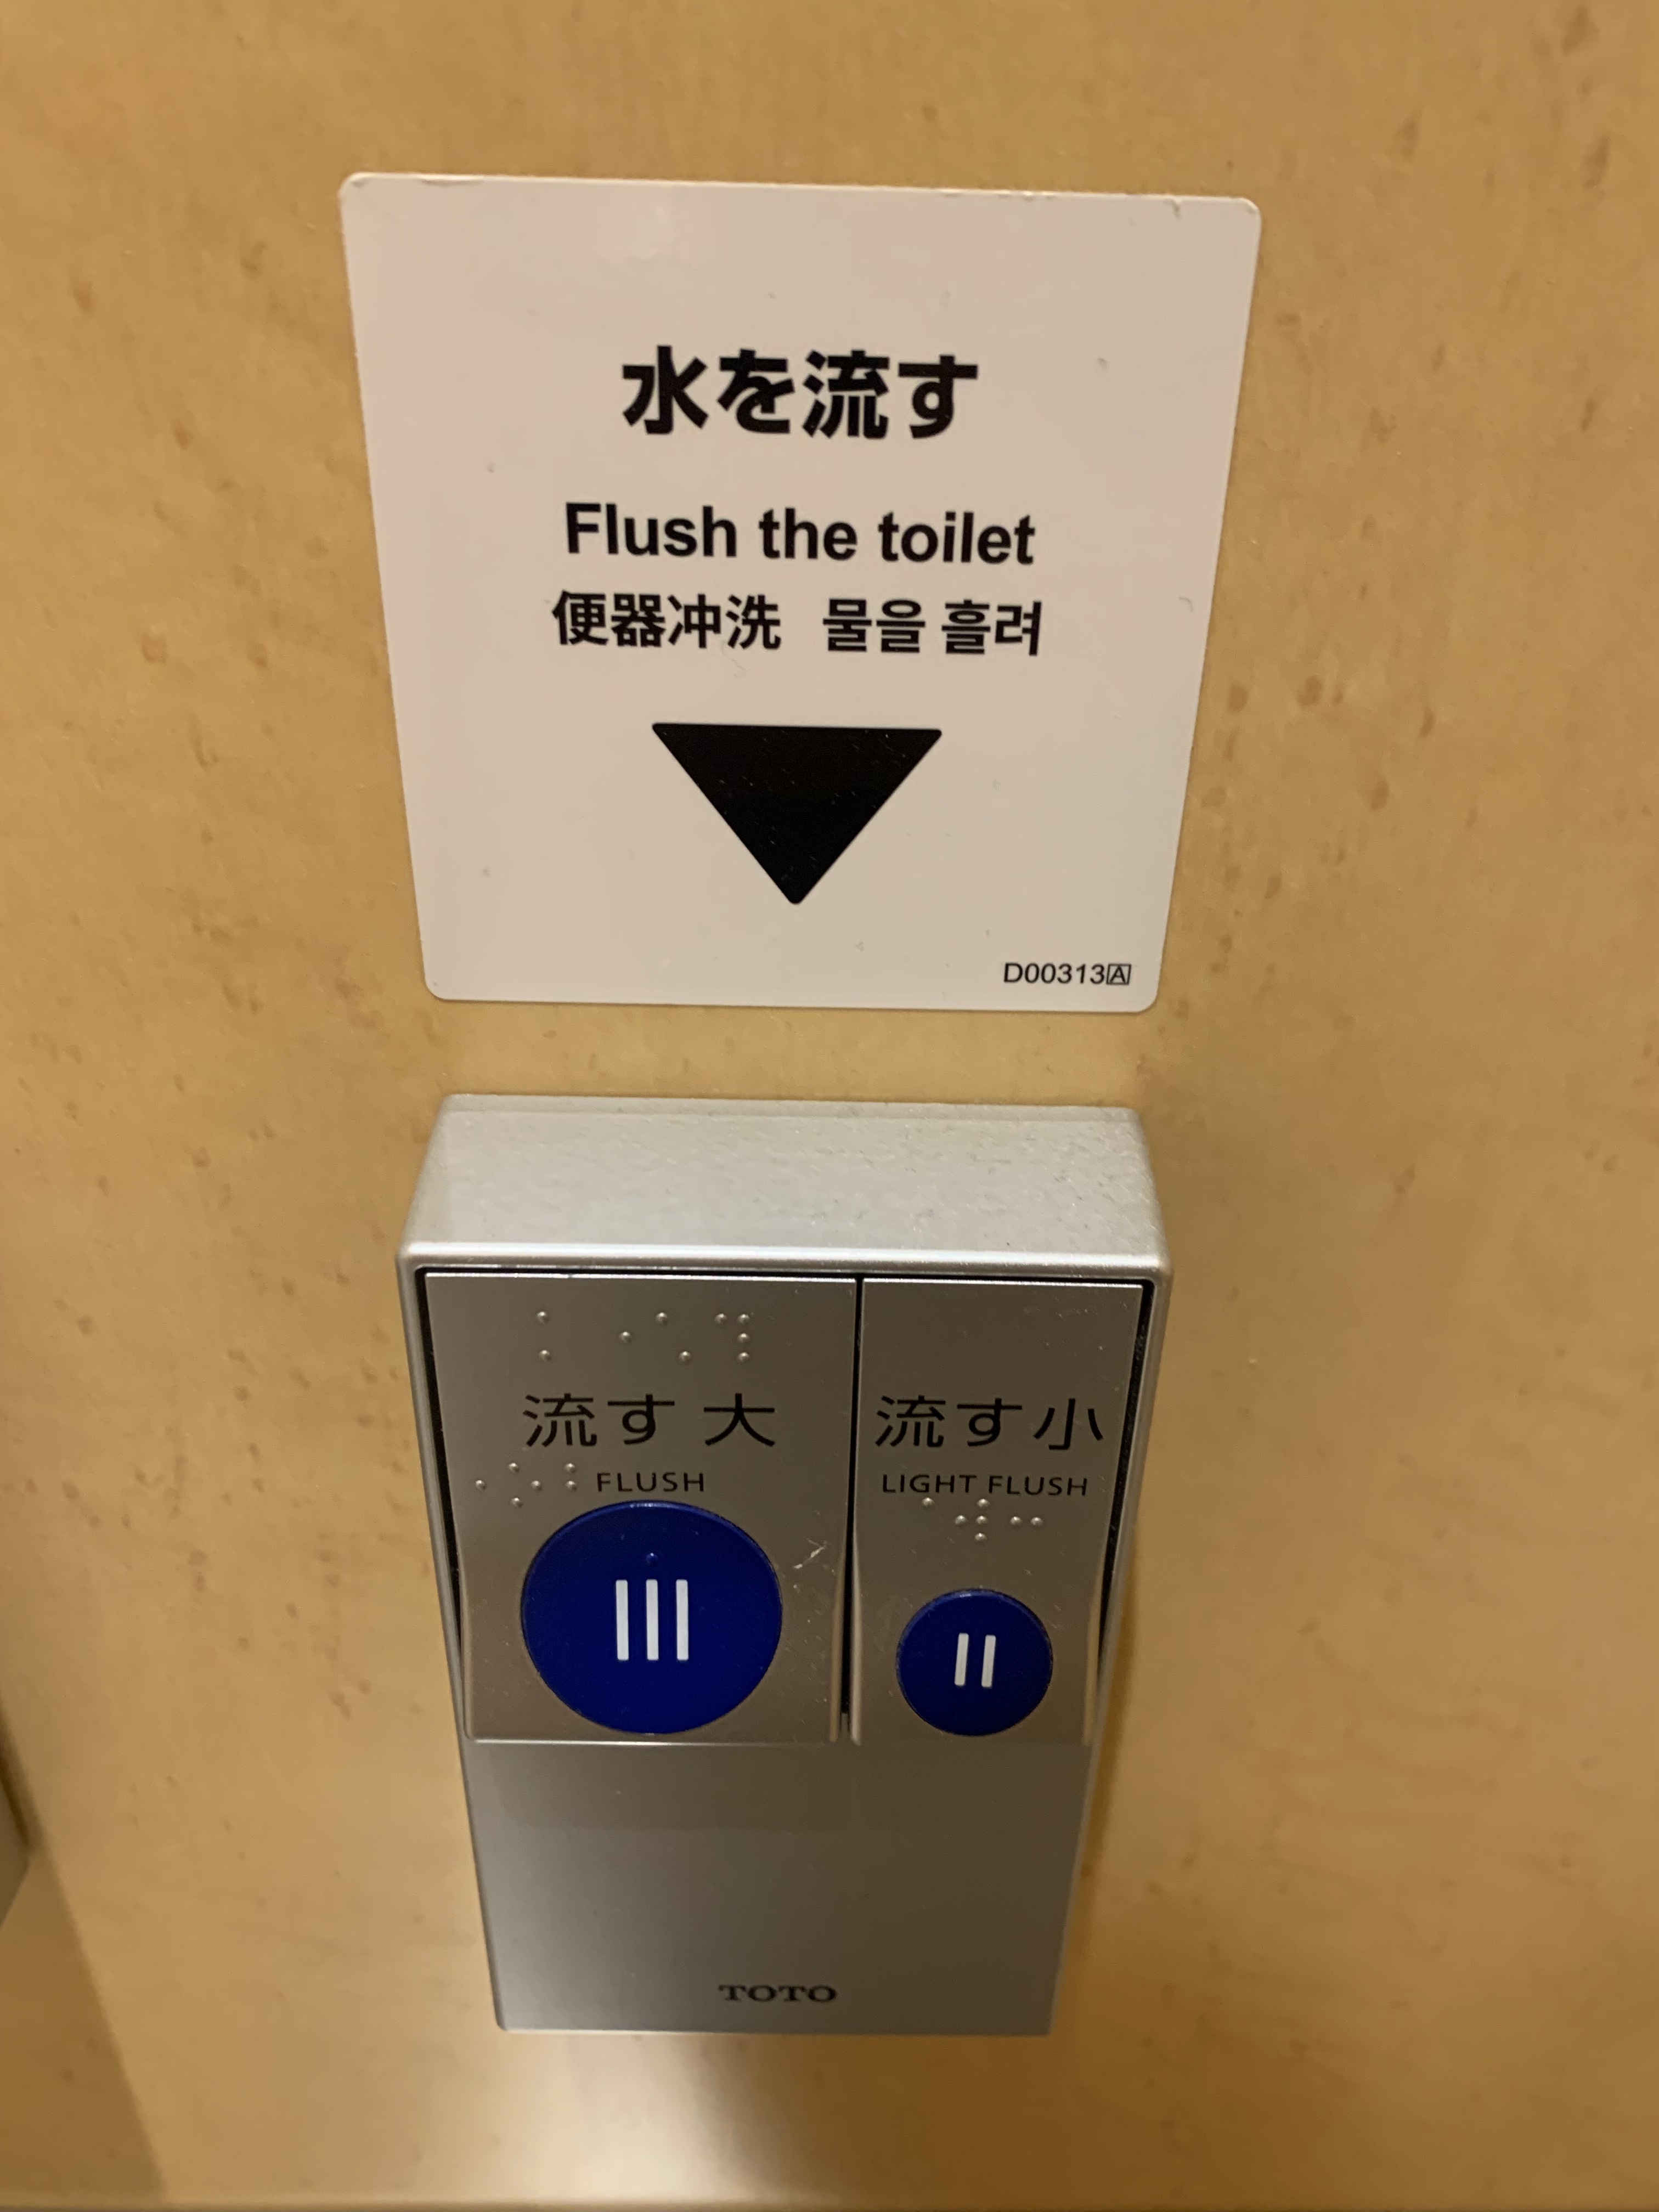 水を流す
Flush the toilet
便器冲洗 물을 흘려
D00313A
流す大
FLUSH
流す小
LIGHT FLUSH
TOTO